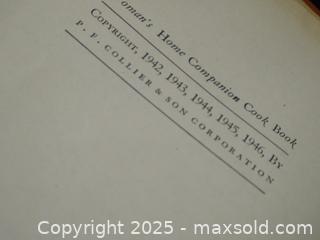 oman's Home Companion Cook Book
Copyright, 1942, 1943, 1944, 1945, 1946, By
P. F. COLLIER & SON CORPORATION
Copyright 2025 - maxsold.com